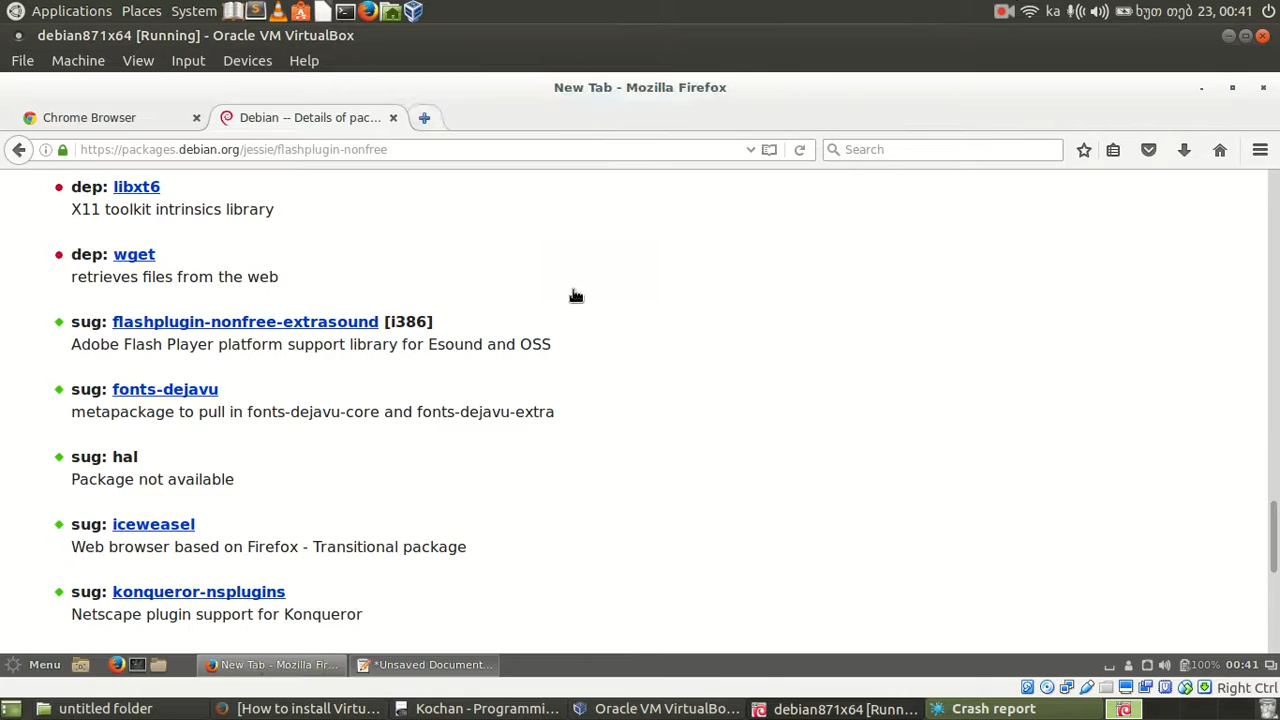 Applications Places System ka ხუთ თებ 23, 00:41
debian871x64 [Running] - Oracle VM VirtualBox
File Machine View Input Devices Help
New Tab - Mozilla Firefox
Chrome Browser Debian -- Details of pac...
https://packages.debian.org/jessie/flashplugin-nonfree Search
dep: libxt6
X11 toolkit intrinsics library
dep: wget
retrieves files from the web
sug: flashplugin-nonfree-extrasound [i386]
Adobe Flash Player platform support library for Esound and OSS
sug: fonts-dejavu
metapackage to pull in fonts-dejavu-core and fonts-dejavu-extra
sug: hal
Package not available
sug: iceweasel
Web browser based on Firefox - Transitional package
sug: konqueror-nsplugins
Netscape plugin support for Konqueror
Menu New Tab - Mozilla Fir... *Unsaved Document... 100% 00:41
Right Ctrl
untitled folder [How to install Virtu... Kochan - Programmi... Oracle VM VirtualBo... debian871x64 [Runn... Crash report